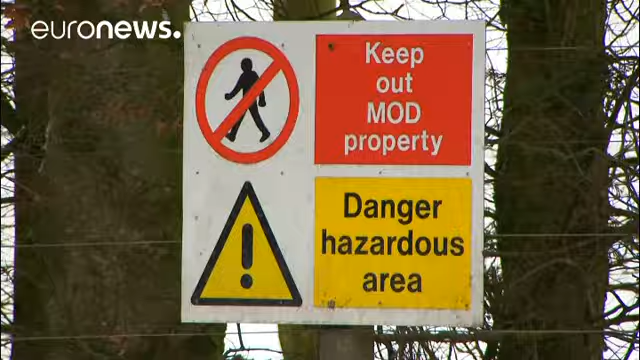 euronews.
Keep
out
MOD
property
Danger
hazardous
area